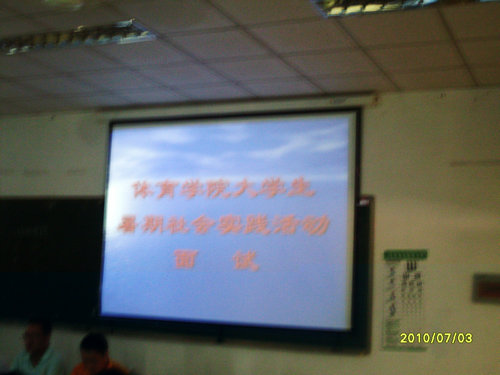 体育学院大学生
暑期社会实践活动
面 试
2010/07/03